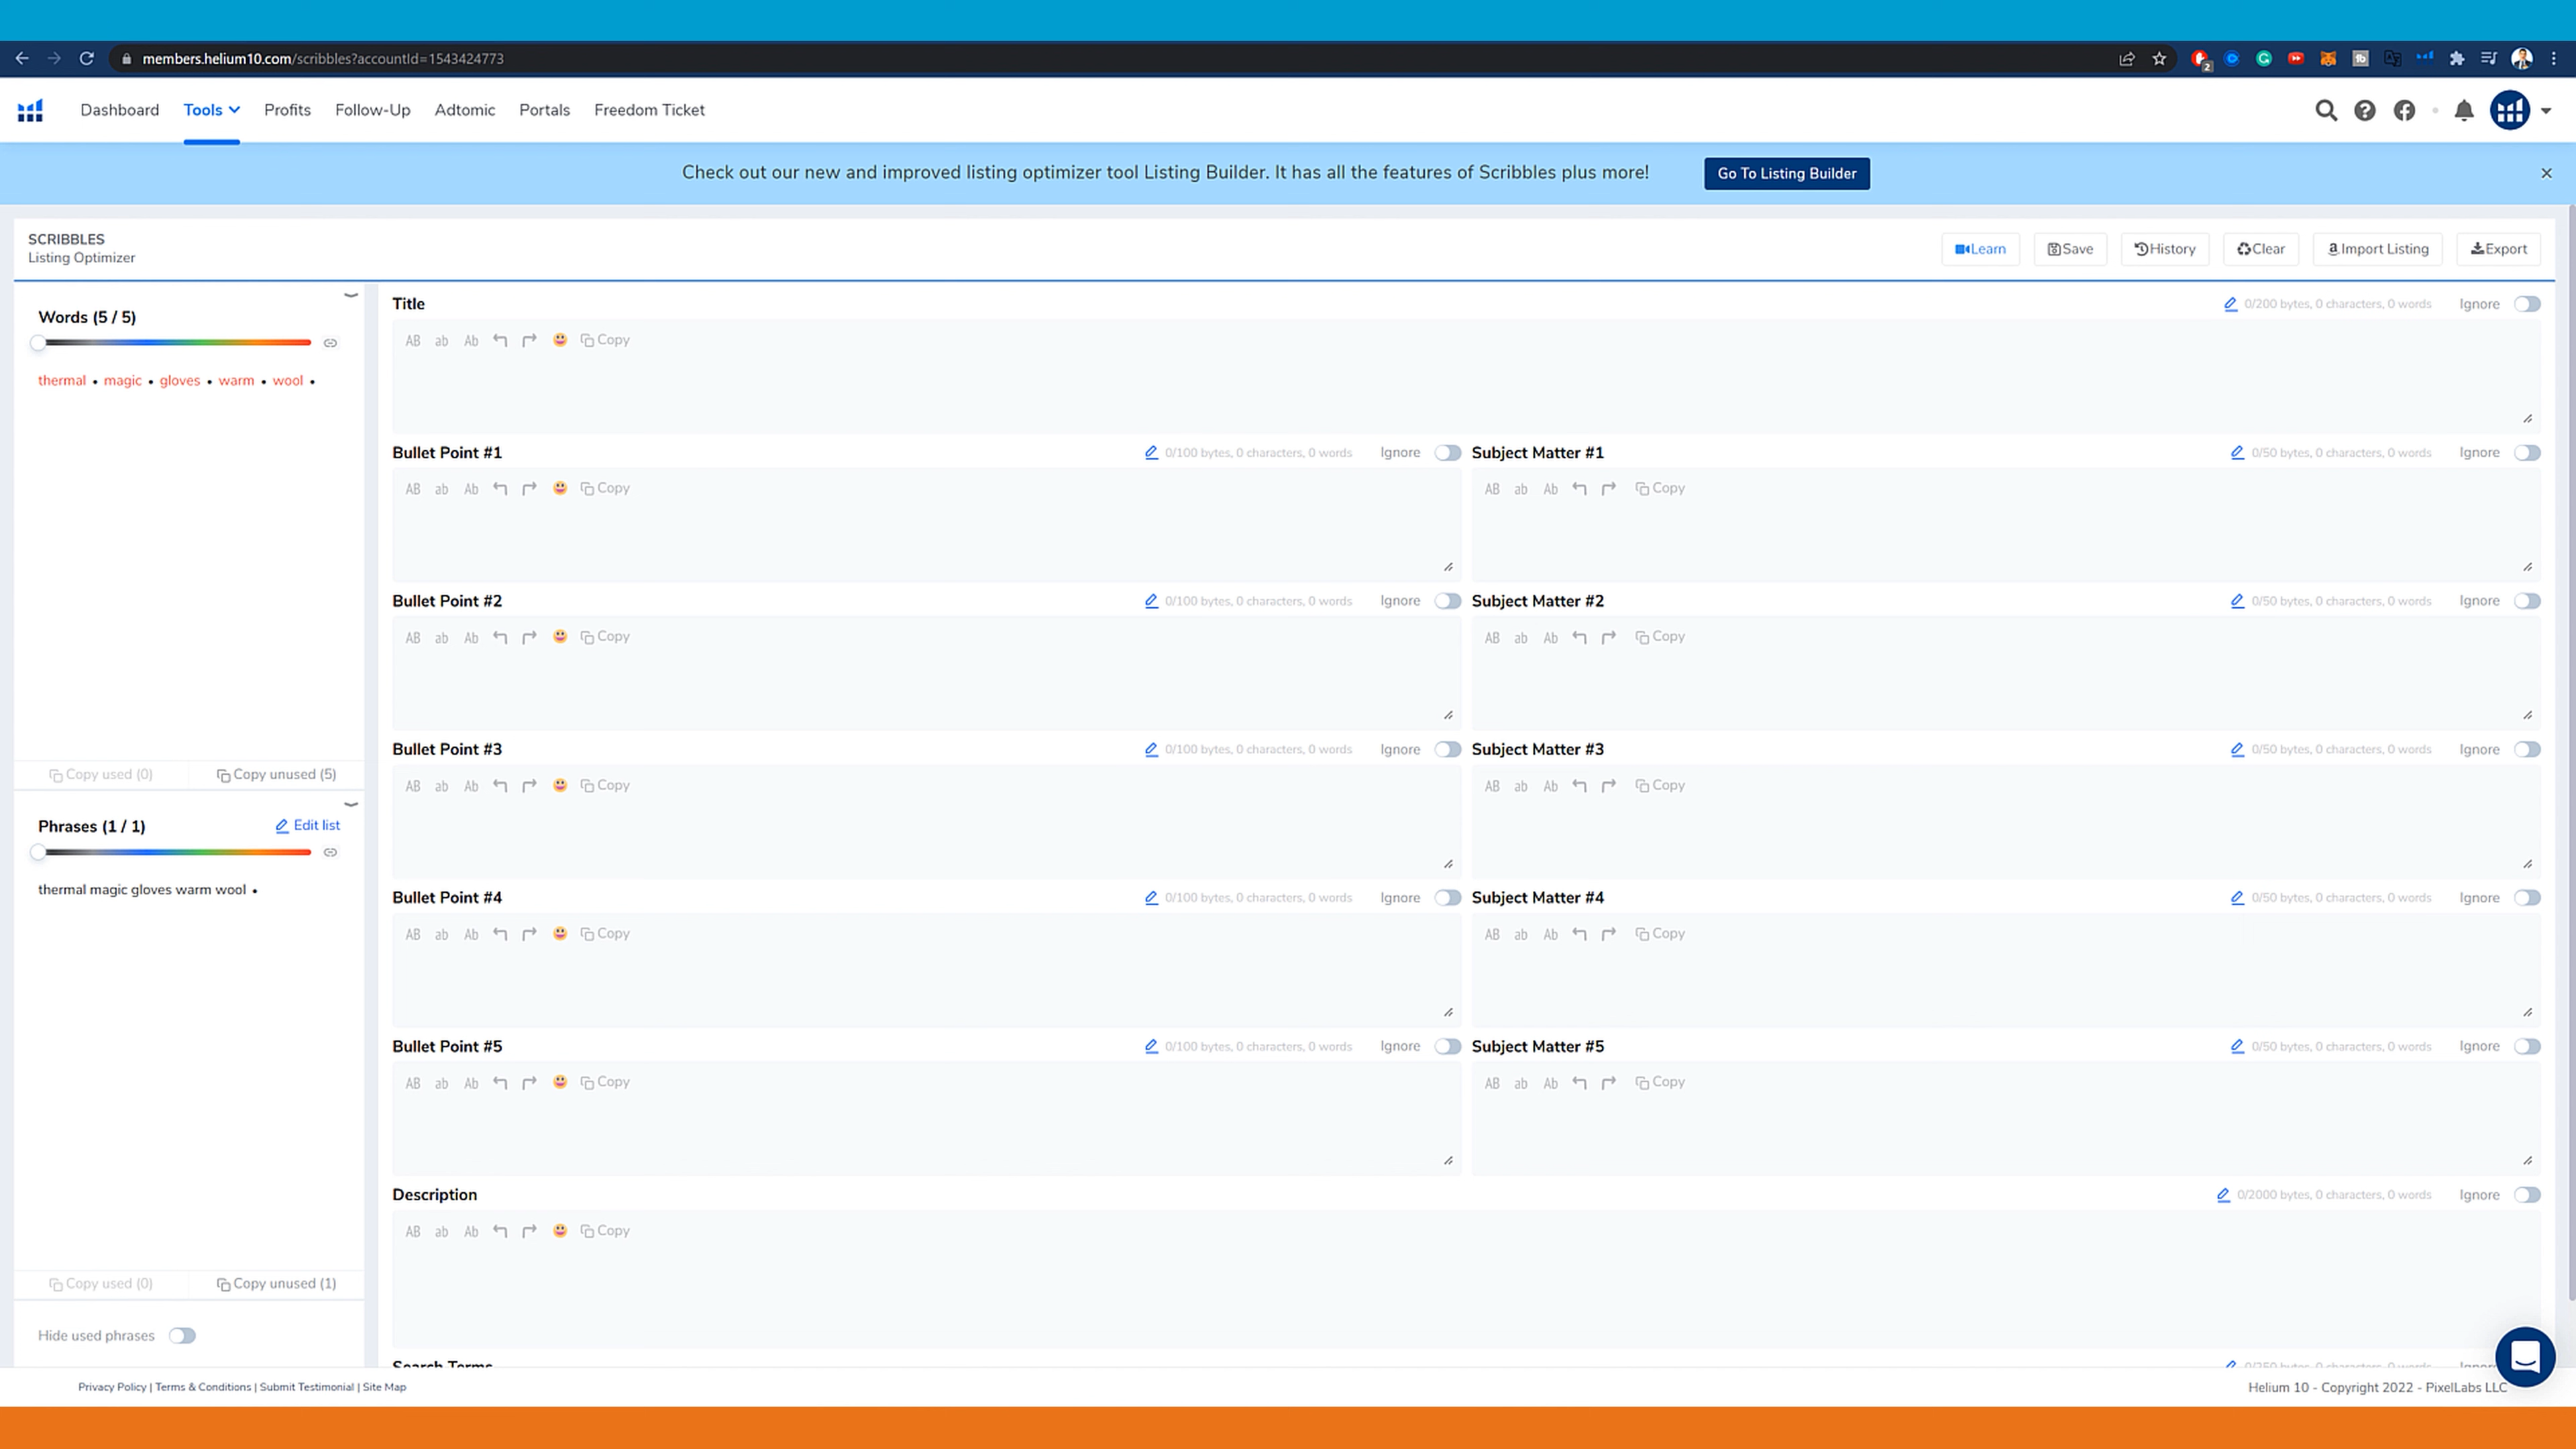 members.helium10.com/scribbles?accountId=1543424773
2
Dashboard Tools Profits Follow-Up Adtomic Portals Freedom Ticket
Check out our new and improved listing optimizer tool Listing Builder. It has all the features of Scribbles plus more! Go To Listing Builder
SCRIBBLES
Listing Optimizer
Learn Save History Clear Import Listing Export
Words (5 / 5)
thermal • magic • gloves • warm • wool •
Copy used (0) Copy unused (5)
Phrases (1 / 1) Edit list
thermal magic gloves warm wool •
Copy used (0) Copy unused (1)
Hide used phrases
Title 0/200 bytes, 0 characters, 0 words Ignore
AB ab Ab Copy
Bullet Point #1 0/100 bytes, 0 characters, 0 words Ignore Subject Matter #1 0/50 bytes, 0 characters, 0 words Ignore
AB ab Ab Copy AB ab Ab Copy
Bullet Point #2 0/100 bytes, 0 characters, 0 words Ignore Subject Matter #2 0/50 bytes, 0 characters, 0 words Ignore
AB ab Ab Copy AB ab Ab Copy
Bullet Point #3 0/100 bytes, 0 characters, 0 words Ignore Subject Matter #3 0/50 bytes, 0 characters, 0 words Ignore
AB ab Ab Copy AB ab Ab Copy
Bullet Point #4 0/100 bytes, 0 characters, 0 words Ignore Subject Matter #4 0/50 bytes, 0 characters, 0 words Ignore
AB ab Ab Copy AB ab Ab Copy
Bullet Point #5 0/100 bytes, 0 characters, 0 words Ignore Subject Matter #5 0/50 bytes, 0 characters, 0 words Ignore
AB ab Ab Copy AB ab Ab Copy
Description 0/2000 bytes, 0 characters, 0 words Ignore
AB ab Ab Copy
Search Terms 0/250 bytes, 0 characters, 0 words
Privacy Policy | Terms & Conditions | Submit Testimonial | Site Map
Helium 10 - Copyright 2022 - PixelLabs LLC